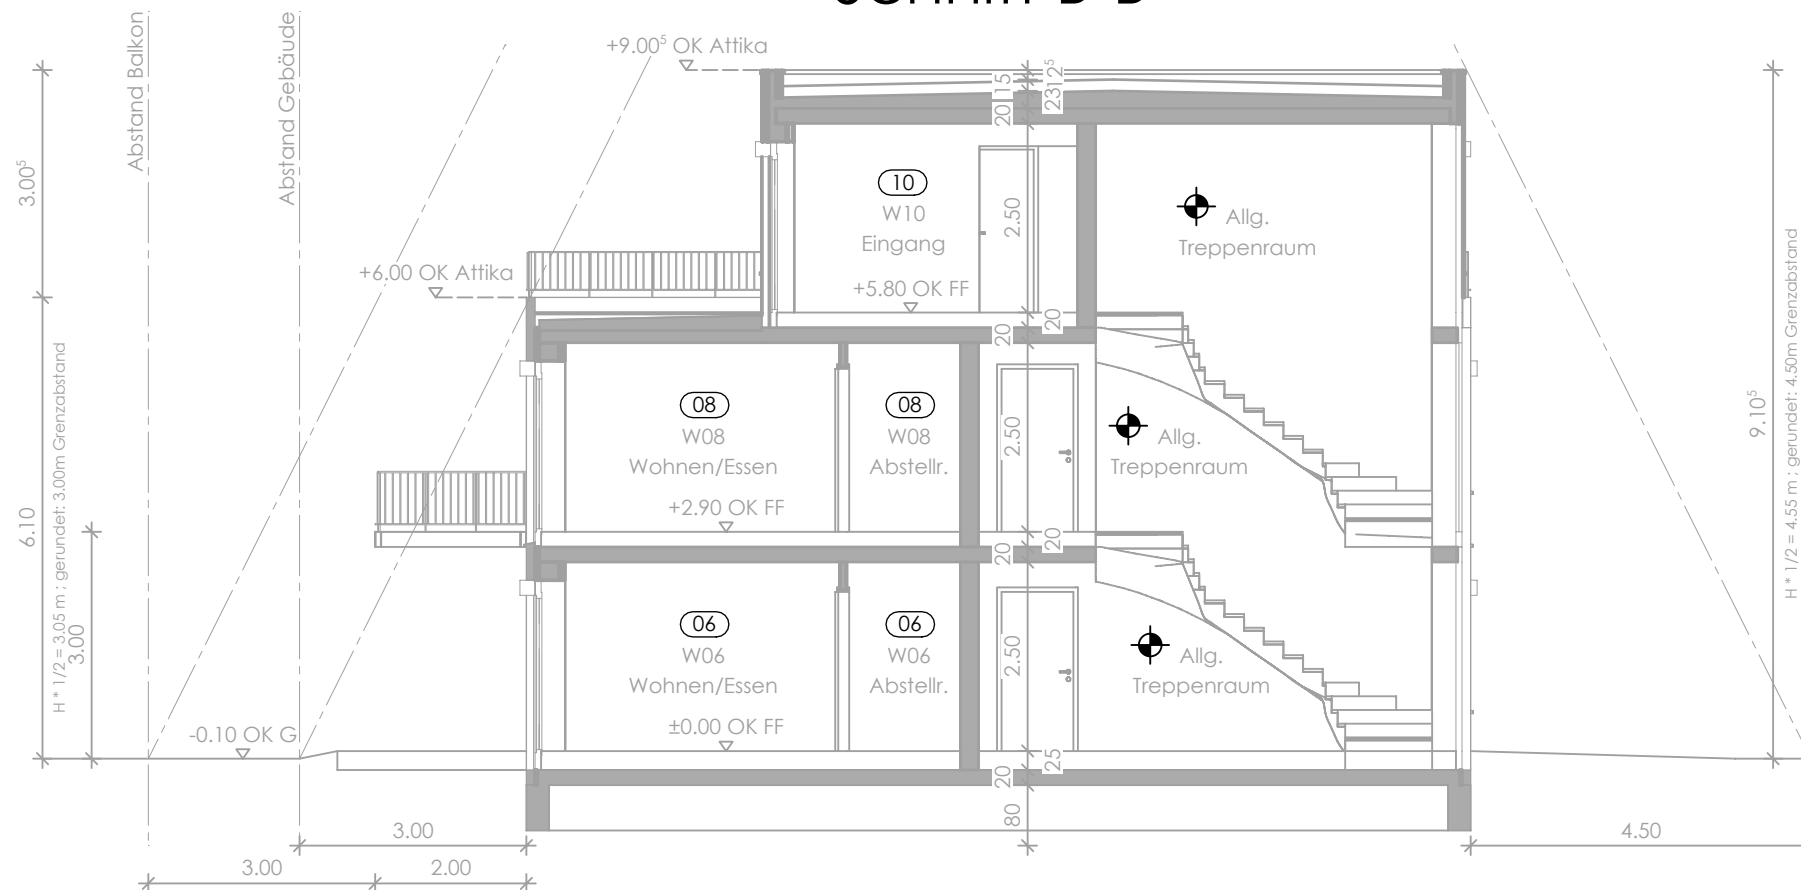 SCHNITT B-B
+9.00⁵ OK Attika
Abstand Balkon
Abstand Gebäude
15
12⁵
23
20
3.00⁵
10
W10
Eingang
2.50
Allg.
Treppenraum
+6.00 OK Attika
+5.80 OK FF
20
20
08
W08
Wohnen/Essen
08
W08
Abstellr.
2.50
Allg.
Treppenraum
+2.90 OK FF
9.10⁵
H * 1/2 = 4.55 m ; gerundet: 4.50m Grenzabstand
6.10
H * 1/2 = 3.05 m ; gerundet: 3.00m Grenzabstand
3.00
20
20
06
W06
Wohnen/Essen
06
W06
Abstellr.
2.50
Allg.
Treppenraum
±0.00 OK FF
-0.10 OK G
25
20
80
3.00
4.50
3.00
2.00